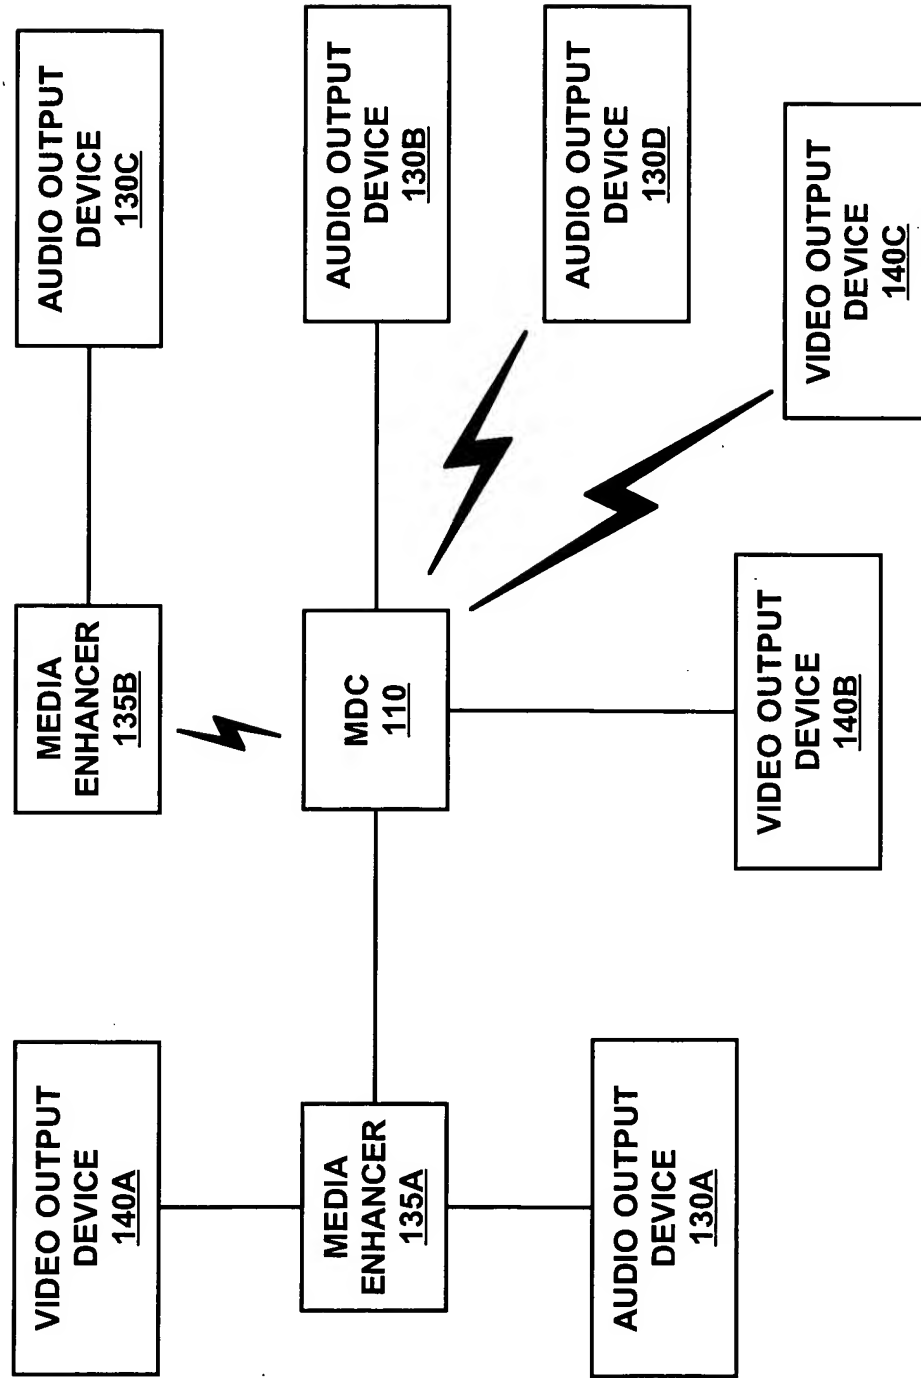 VIDEO OUTPUT
DEVICE
140A
MEDIA
ENHANCER
135B
AUDIO OUTPUT
DEVICE
130C
MEDIA
ENHANCER
135A
MDC
110
AUDIO OUTPUT
DEVICE
130B
AUDIO OUTPUT
DEVICE
130A
AUDIO OUTPUT
DEVICE
130D
VIDEO OUTPUT
DEVICE
140B
VIDEO OUTPUT
DEVICE
140C